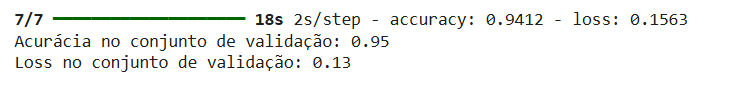 7/7 ━━━━━━━━━━━━━━━━━━━━ 18s 2s/step - accuracy: 0.9412 - loss: 0.1563
Acurácia no conjunto de validação: 0.95
Loss no conjunto de validação: 0.13